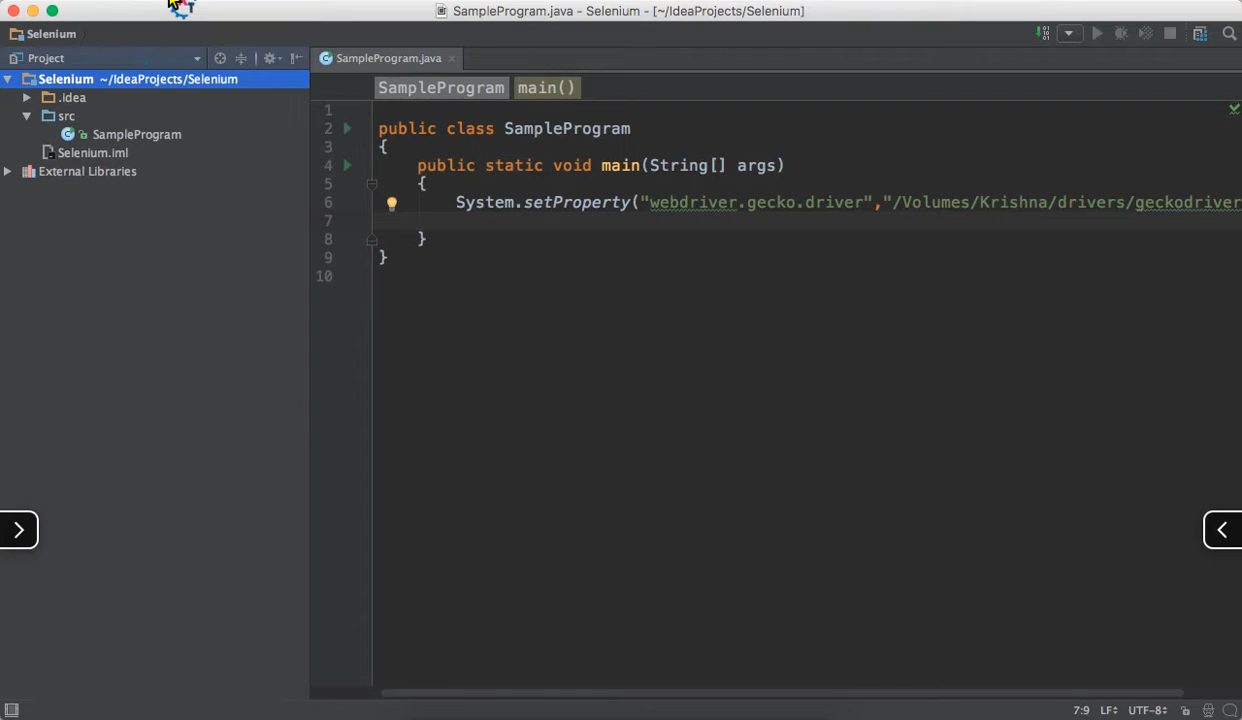 SampleProgram.java - Selenium - [~/IdeaProjects/Selenium]
Selenium
Project
SampleProgram.java
Selenium ~/IdeaProjects/Selenium
.idea
src
SampleProgram
Selenium.iml
External Libraries
SampleProgram main()
1
2 public class SampleProgram
3 {
4 public static void main(String[] args)
5 {
6 System.setProperty("webdriver.gecko.driver","/Volumes/Krishna/drivers/geckodriver
7
8 }
9 }
10
7:9 LF÷ UTF-8÷